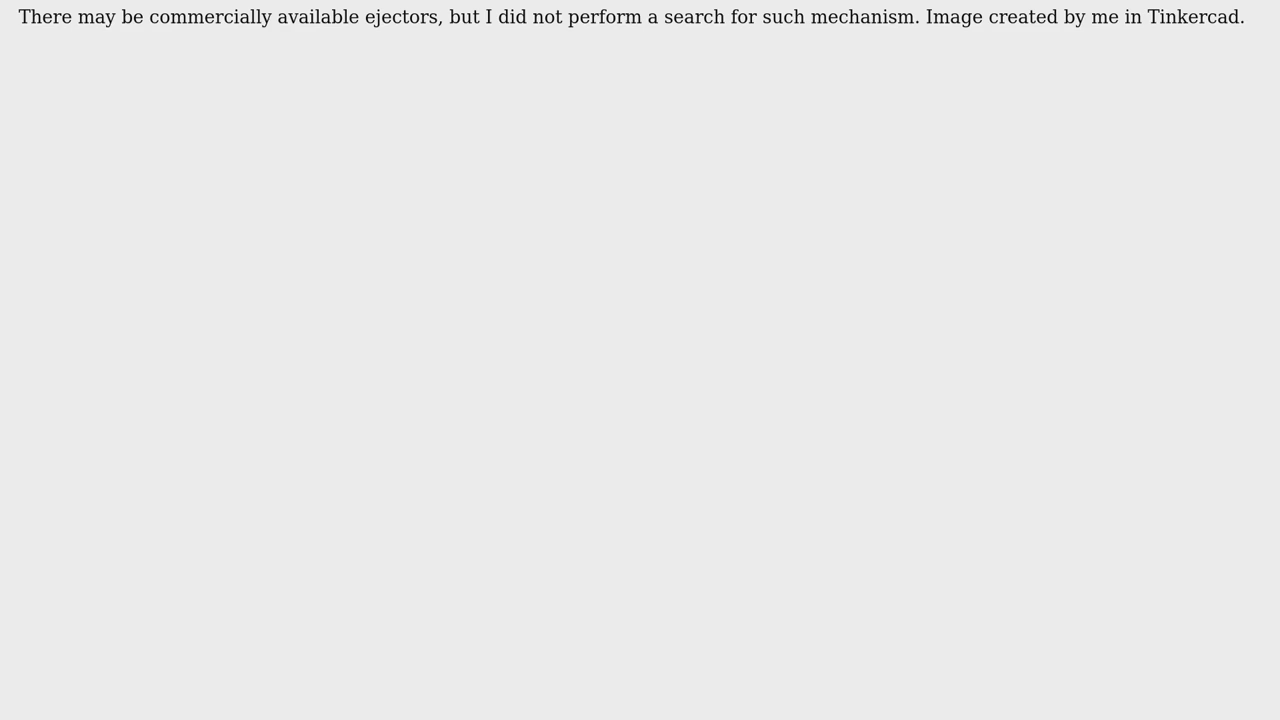 There may be commercially available ejectors, but I did not perform a search for such mechanism. Image created by me in Tinkercad.